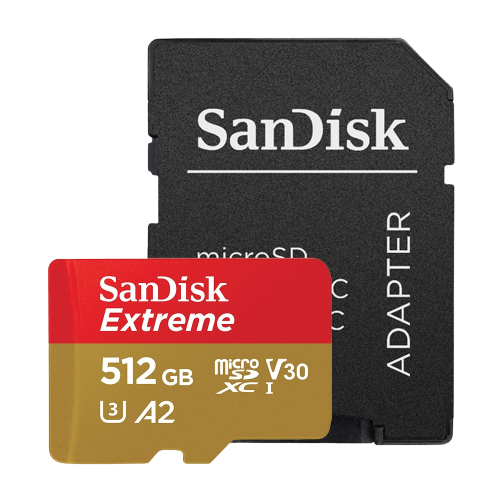 SanDisk
ADAPTER
microSD
C
C
SanDisk
Extreme
512 GB
micro SD XC I
V30
3 A2